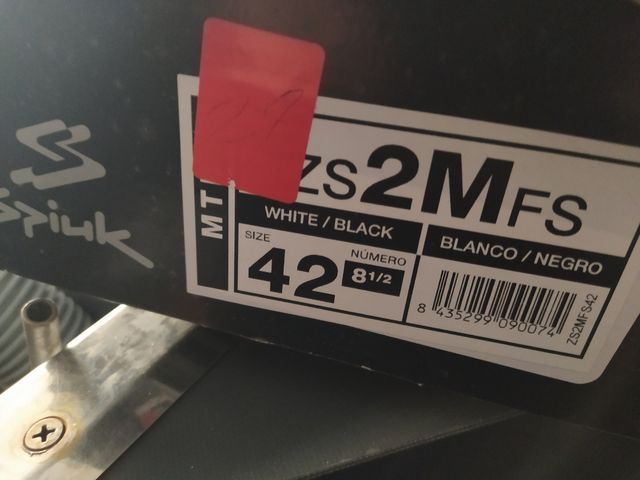 Spiuk
MT
ZS2MFS
WHITE / BLACK
BLANCO / NEGRO
SIZE
NÚMERO
42
8 1/2
8 435299 090074
ZS2MFS42